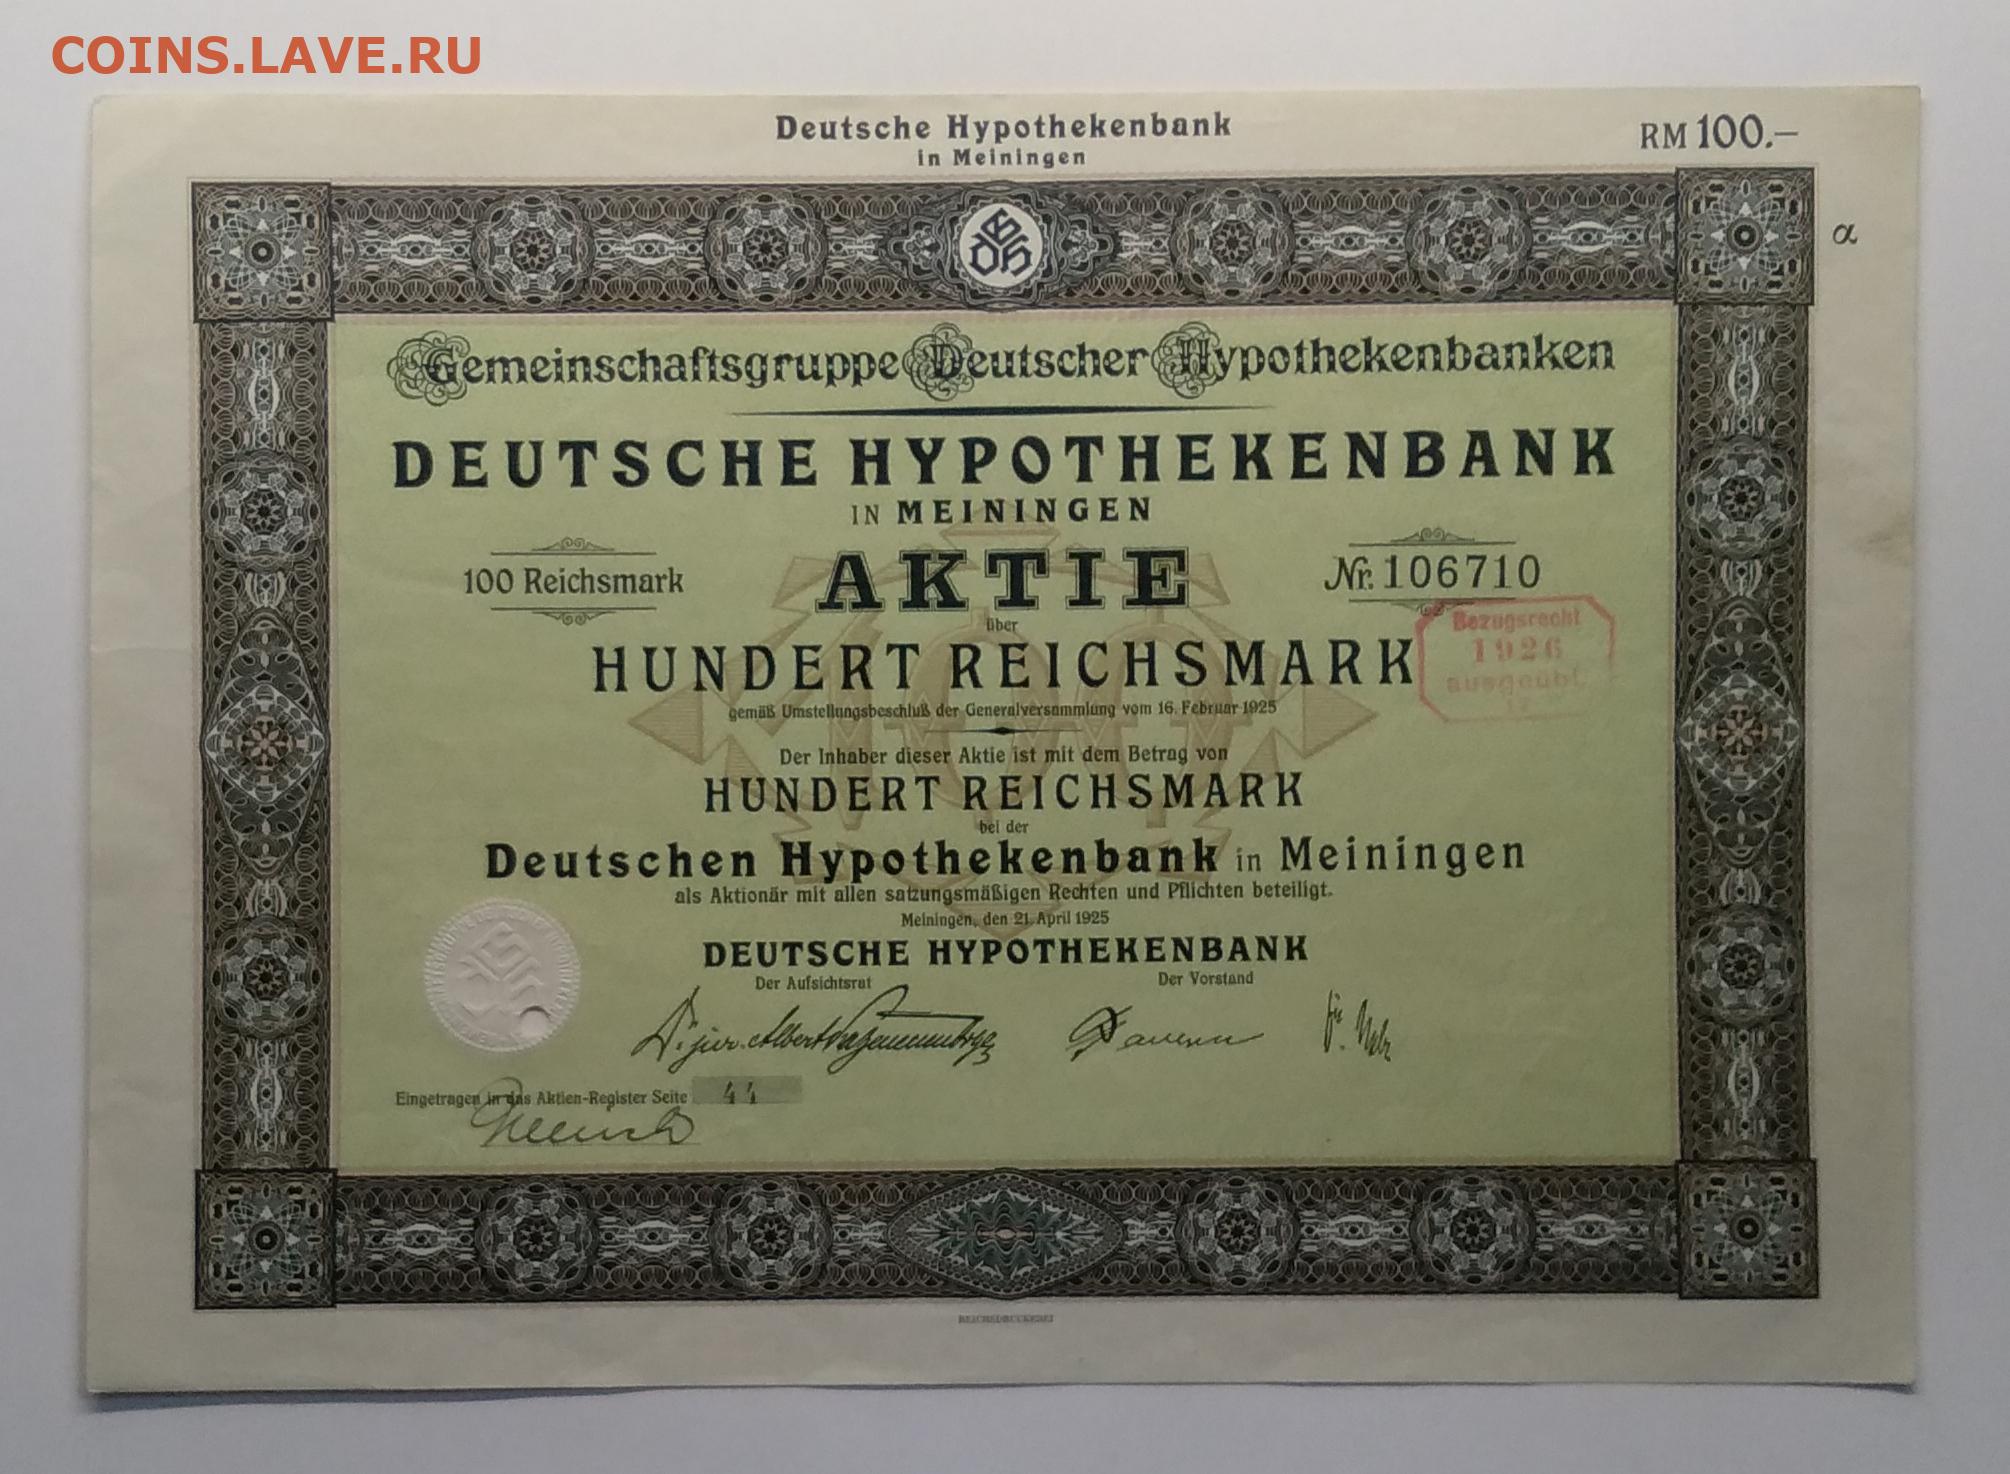 COINS.LAVE.RU
Deutsche Hypothekenbank
in Meiningen
RM 100.–
α
Gemeinschaftsgruppe Deutscher Hypothekenbanken
DEUTSCHE HYPOTHEKENBANK
IN MEININGEN
100 Reichsmark
AKTIE
Nr. 106710
über
HUNDERT REICHSMARK
Bezugsrecht
1926
ausgeübt.
gemäß Umstellungsbeschluß der Generalversammlung vom 16. Februar 1925
Der Inhaber dieser Aktie ist mit dem Betrag von
HUNDERT REICHSMARK
bei der
Deutschen Hypothekenbank in Meiningen
als Aktionär mit allen satzungsmäßigen Rechten und Pflichten beteiligt.
Meiningen, den 21. April 1925
DEUTSCHE HYPOTHEKENBANK
Der Aufsichtsrat
Der Vorstand
Eingetragen in das Aktien-Register Seite 44
REICHSDRUCKEREI